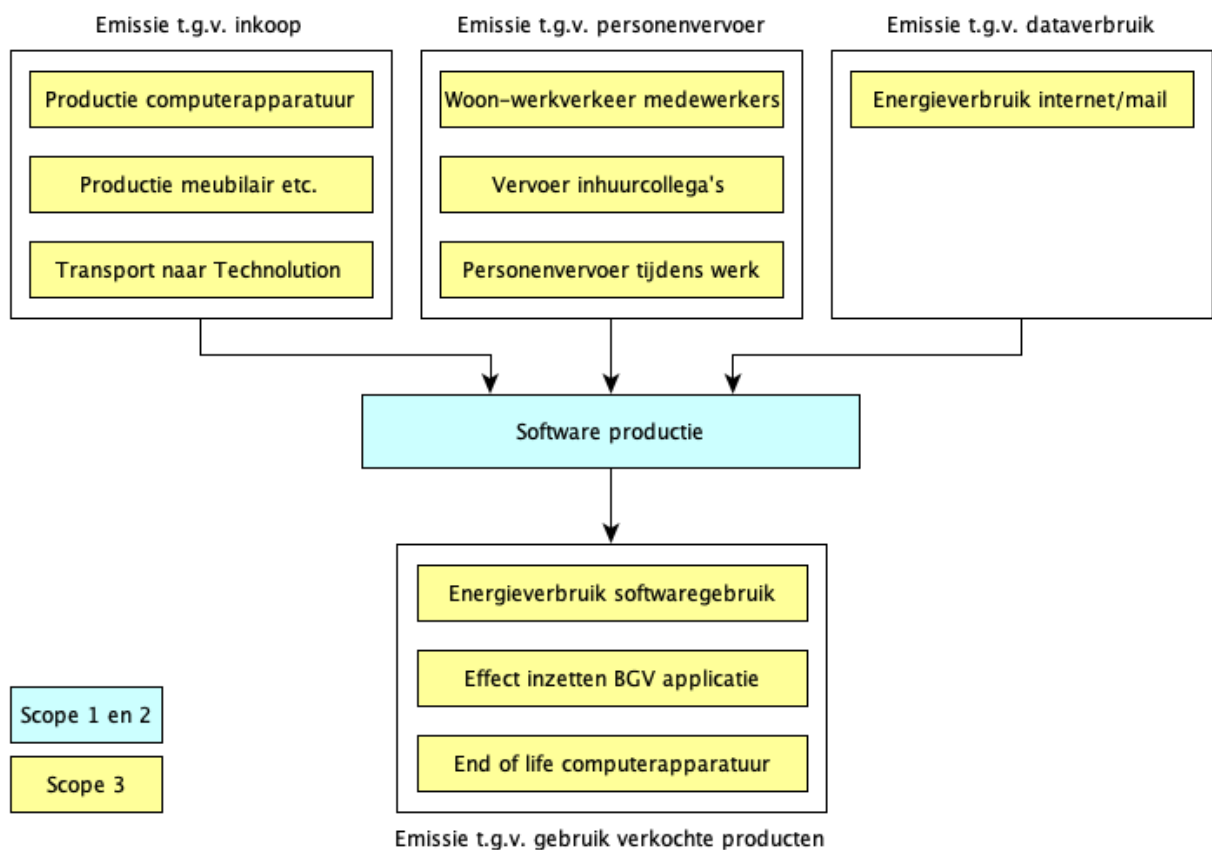 Emissie t.g.v. inkoop
Emissie t.g.v. personenvervoer
Emissie t.g.v. dataverbruik
Productie computerapparatuur
Woon-werkverkeer medewerkers
Energieverbruik internet/mail
Productie meubilair etc.
Vervoer inhuurcollega's
Transport naar Technolution
Personenvervoer tijdens werk
Software productie
Energieverbruik softwaregebruik
Effect inzetten BGV applicatie
End of life computerapparatuur
Scope 1 en 2
Scope 3
Emissie t.g.v. gebruik verkochte producten